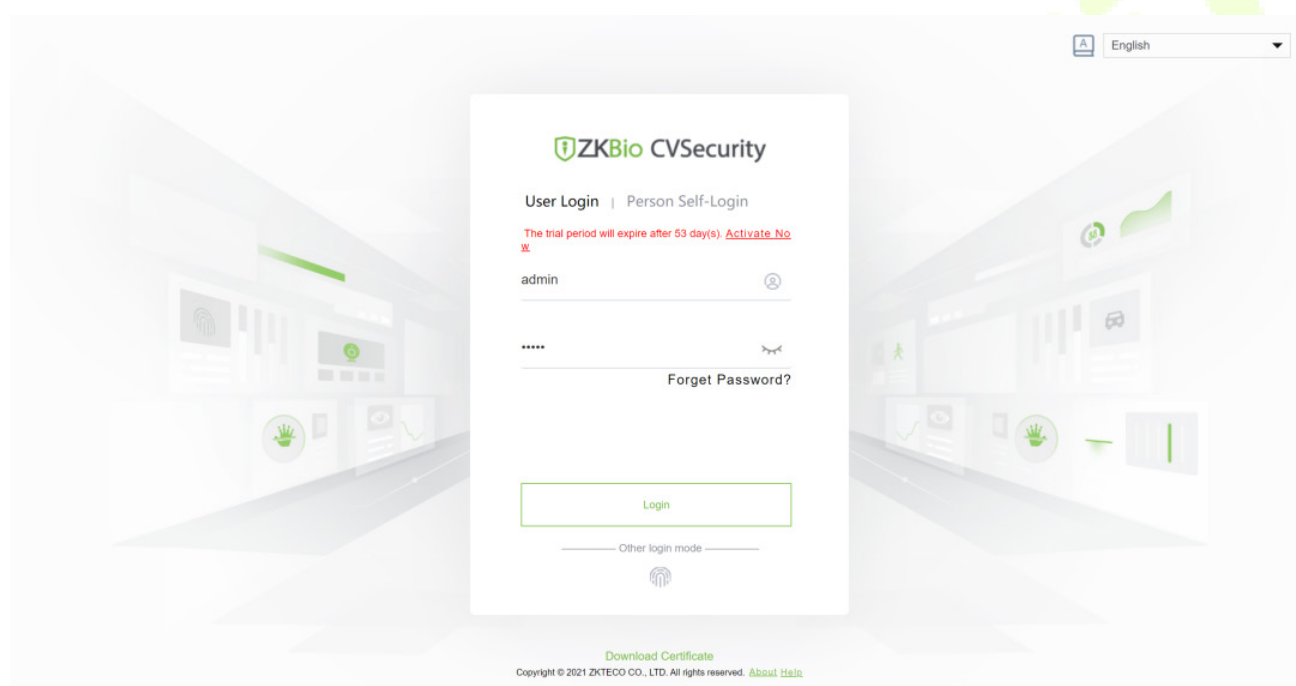 A English
ZKBio CVSecurity
User Login | Person Self-Login
The trial period will expire after 53 day(s). Activate No
w
admin
•••••
Forget Password?
Login
Other login mode
Download Certificate
Copyright © 2021 ZKTECO CO., LTD. All rights reserved. About Help